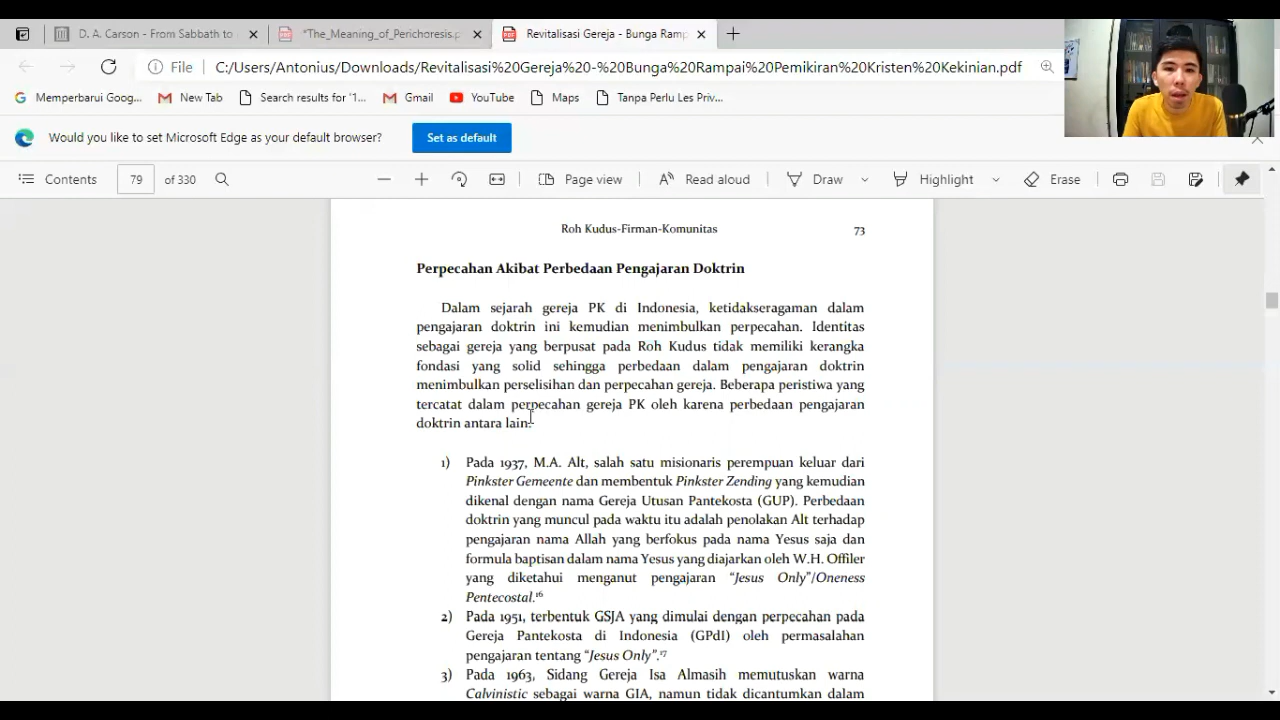 D. A. Carson - From Sabbath to
"The_Meaning_of_Perichoresis.p
Revitalisasi Gereja - Bunga Ramp
File
C:/Users/Antonius/Downloads/Revitalisasi%20Gereja%20-%20Bunga%20Rampai%20Pemikiran%20Kristen%20Kekinian.pdf
Memperbarui Goog...
New Tab
Search results for '1...
Gmail
YouTube
Maps
Tanpa Perlu Les Priv...
Would you like to set Microsoft Edge as your default browser?
Set as default
Contents
79 of 330
Page view
Read aloud
Draw
Highlight
Erase
Roh Kudus-Firman-Komunitas 73
Perpecahan Akibat Perbedaan Pengajaran Doktrin
Dalam sejarah gereja PK di Indonesia, ketidakseragaman dalam
pengajaran doktrin ini kemudian menimbulkan perpecahan. Identitas
sebagai gereja yang berpusat pada Roh Kudus tidak memiliki kerangka
fondasi yang solid sehingga perbedaan dalam pengajaran doktrin
menimbulkan perselisihan dan perpecahan gereja. Beberapa peristiwa yang
tercatat dalam perpecahan gereja PK oleh karena perbedaan pengajaran
doktrin antara lain:
1) Pada 1937, M.A. Alt, salah satu misionaris perempuan keluar dari
Pinkster Gemeente dan membentuk Pinkster Zending yang kemudian
dikenal dengan nama Gereja Utusan Pantekosta (GUP). Perbedaan
doktrin yang muncul pada waktu itu adalah penolakan Alt terhadap
pengajaran nama Allah yang berfokus pada nama Yesus saja dan
formula baptisan dalam nama Yesus yang diajarkan oleh W.H. Offiler
yang diketahui menganut pengajaran "Jesus Only"/Oneness
Pentecostal.16
2) Pada 1951, terbentuk GSJA yang dimulai dengan perpecahan pada
Gereja Pantekosta di Indonesia (GPdI) oleh permasalahan
pengajaran tentang "Jesus Only".17
3) Pada 1963, Sidang Gereja Isa Almasih memutuskan warna
Calvinistic sebagai warna GIA, namun tidak dicantumkan dalam